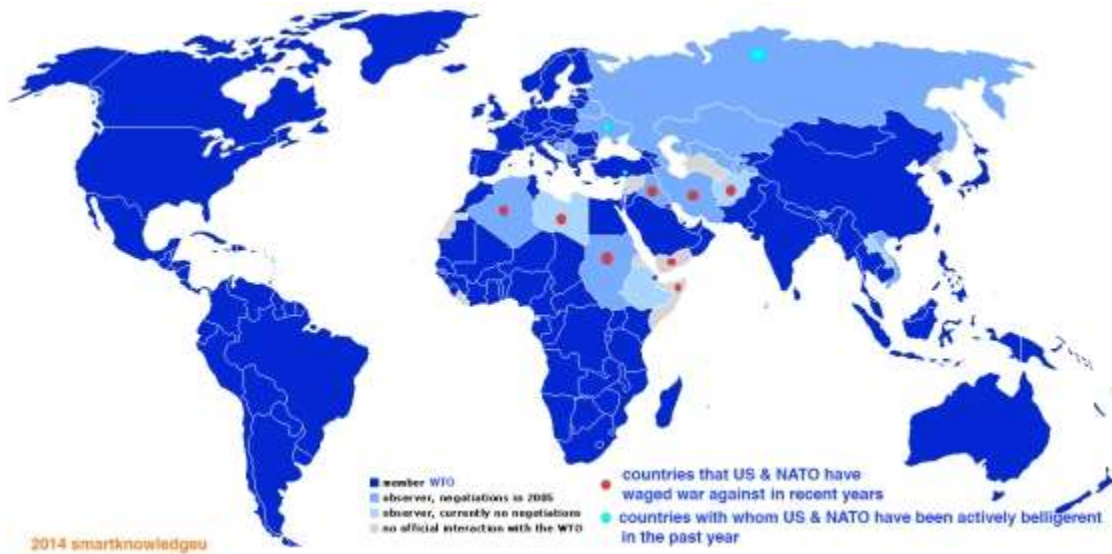 member WTO
observer, negotiations in 2005
observer, currently no negotiations
no official interaction with the WTO
countries that US & NATO have
waged war against in recent years
countries with whom US & NATO have been actively belligerent
in the past year
2014 smartknowledgeu